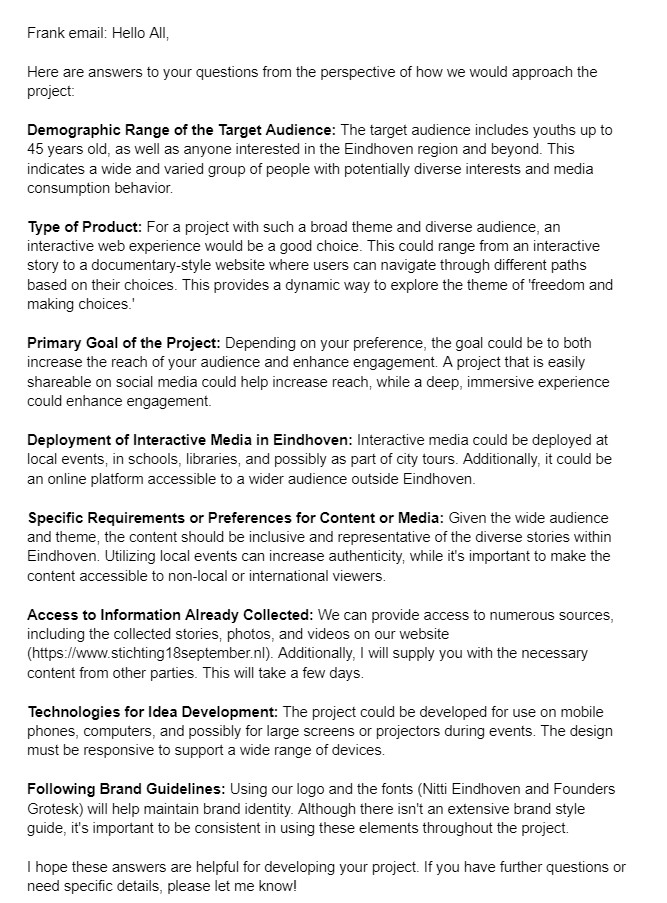 Frank email: Hello All,
Here are answers to your questions from the perspective of how we would approach the
project:
Demographic Range of the Target Audience: The target audience includes youths up to
45 years old, as well as anyone interested in the Eindhoven region and beyond. This
indicates a wide and varied group of people with potentially diverse interests and media
consumption behavior.
Type of Product: For a project with such a broad theme and diverse audience, an
interactive web experience would be a good choice. This could range from an interactive
story to a documentary-style website where users can navigate through different paths
based on their choices. This provides a dynamic way to explore the theme of 'freedom and
making choices.'
Primary Goal of the Project: Depending on your preference, the goal could be to both
increase the reach of your audience and enhance engagement. A project that is easily
shareable on social media could help increase reach, while a deep, immersive experience
could enhance engagement.
Deployment of Interactive Media in Eindhoven: Interactive media could be deployed at
local events, in schools, libraries, and possibly as part of city tours. Additionally, it could be
an online platform accessible to a wider audience outside Eindhoven.
Specific Requirements or Preferences for Content or Media: Given the wide audience
and theme, the content should be inclusive and representative of the diverse stories within
Eindhoven. Utilizing local events can increase authenticity, while it's important to make the
content accessible to non-local or international viewers.
Access to Information Already Collected: We can provide access to numerous sources,
including the collected stories, photos, and videos on our website
(https://www.stichting18september.nl). Additionally, I will supply you with the necessary
content from other parties. This will take a few days.
Technologies for Idea Development: The project could be developed for use on mobile
phones, computers, and possibly for large screens or projectors during events. The design
must be responsive to support a wide range of devices.
Following Brand Guidelines: Using our logo and the fonts (Nitti Eindhoven and Founders
Grotesk) will help maintain brand identity. Although there isn't an extensive brand style
guide, it's important to be consistent in using these elements throughout the project.
I hope these answers are helpful for developing your project. If you have further questions or
need specific details, please let me know!